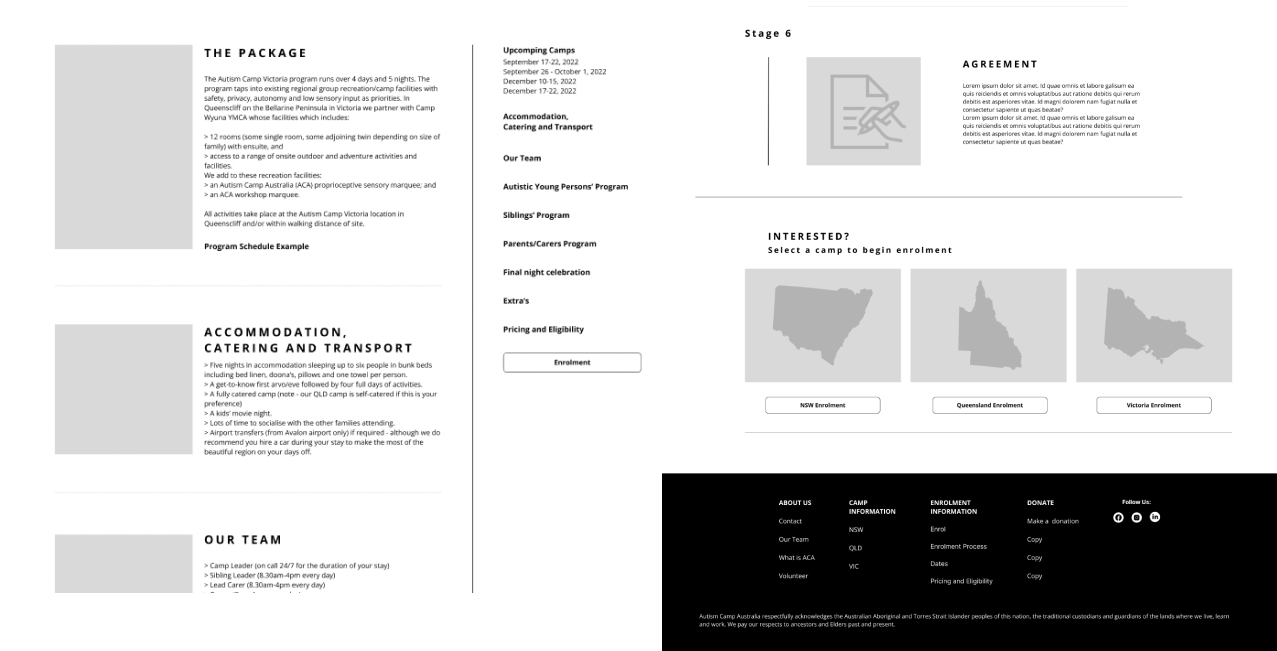 THE PACKAGE
The Autism Camp Victoria program runs over 4 days and 5 nights. The
program taps into existing regional group recreation/camp facilities with
safety, privacy, autonomy and low sensory input as priorities. In
Queenscliff on the Bellarine Peninsula in Victoria we partner with Camp
Wyuna YMCA whose facilities which includes:
> 12 rooms (some single room, some adjoining twin depending on size of
family) with ensuite, and
> access to a range of onsite outdoor and adventure activities and
facilities.
We add to these recreation facilities:
> an Autism Camp Australia (ACA) proprioceptive sensory marquee; and
> an ACA workshop marquee.
All activities take place at the Autism Camp Victoria location in
Queenscliff and/or within walking distance of site.
Program Schedule Example
ACCOMMODATION,
CATERING AND TRANSPORT
> Five nights in accommodation sleeping up to six people in bunk beds
including bed linen, doona's, pillows and one towel per person.
> A get-to-know first arvo/eve followed by four full days of activities.
> A fully catered camp (note - our QLD camp is self-catered if this is your
preference)
> A kids' movie night.
> Lots of time to socialise with the other families attending.
> Airport transfers (from Avalon airport only) if required - although we do
recommend you hire a car during your stay to make the most of the
beautiful region on your days off.
OUR TEAM
> Camp Leader (on call 24/7 for the duration of your stay)
> Sibling Leader (8.30am-4pm every day)
> Lead Carer (8.30am-4pm every day)
Upcomping Camps
September 17-22, 2022
September 26 - October 1, 2022
December 10-15, 2022
December 17-22, 2022
Accommodation,
Catering and Transport
Our Team
Autistic Young Persons' Program
Siblings' Program
Parents/Carers Program
Final night celebration
Extra's
Pricing and Eligibility
Enrolment
Stage 6
AGREEMENT
Lorem ipsum dolor sit amet. Id quae omnis et labore galisum ea
quis reiciendis et omnis voluptatibus aut ratione debitis qui rerum
debitis est asperiores vitae. Id magni dolorem nam fugiat nulla et
consectetur sapiente ut quas beatae?
Lorem ipsum dolor sit amet. Id quae omnis et labore galisum ea
quis reiciendis et omnis voluptatibus aut ratione debitis qui rerum
debitis est asperiores vitae. Id magni dolorem nam fugiat nulla et
consectetur sapiente ut quas beatae?
INTERESTED?
Select a camp to begin enrolment
NSW Enrolment
Queensland Enrolment
Victoria Enrolment
ABOUT US
Contact
Our Team
What is ACA
Volunteer
CAMP
INFORMATION
NSW
QLD
VIC
ENROLMENT
INFORMATION
Enrol
Enrolment Process
Dates
Pricing and Eligibility
DONATE
Make a donation
Copy
Copy
Copy
Follow Us:
Autism Camp Australia respectfully acknowledges the Australian Aboriginal and Torres Strait Islander peoples of this nation, the traditional custodians and guardians of the lands where we live, learn
and work. We pay our respects to ancestors and Elders past and present.